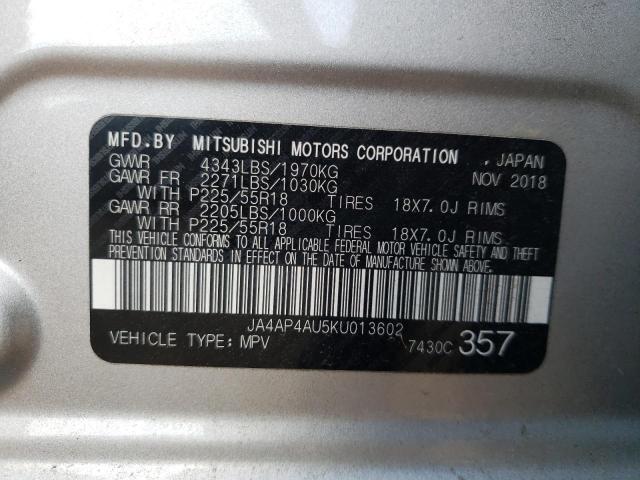 MFD.BY MITSUBISHI MOTORS CORPORATION , JAPAN
GVWR 4343LBS/1970KG NOV 2018
GAWR FR 2271LBS/1030KG
WITH P225/55R18 TIRES 18X7.0J RIMS
GAWR RR 2205LBS/1000KG
WITH P225/55R18 TIRES 18X7.0J RIMS
THIS VEHICLE CONFORMS TO ALL APPLICABLE FEDERAL MOTOR VEHICLE SAFETY AND THEFT
PREVENTION STANDARDS IN EFFECT ON THE DATE OF MANUFACTURE SHOWN ABOVE.
JA4AP4AU5KU013602
VEHICLE TYPE: MPV 7430C 357